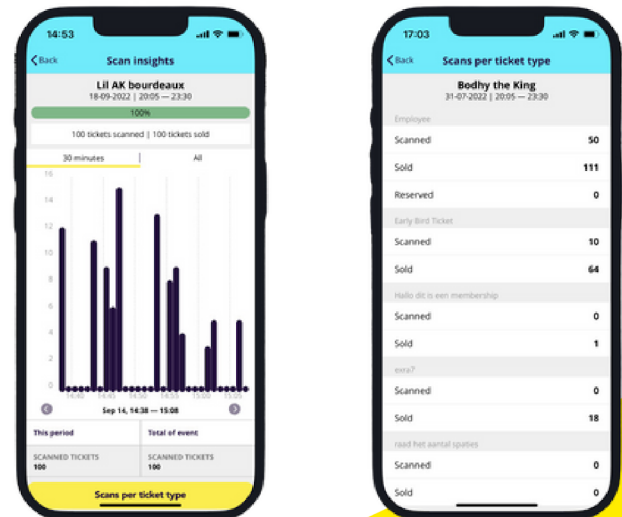 14:53
Back Scan insights
Lil AK bourdeaux
18-09-2022 | 20:05 — 23:30
100%
100 tickets scanned | 100 tickets sold
30 minutes | All
16
14
12
10
8
6
4
2
0
14:40 14:45 14:50 14:55 15:00 15:05
Sep 14, 14:38 — 15:08
This period Total of event
SCANNED TICKETS SCANNED TICKETS
100 100
Scans per ticket type
17:03
Back Scans per ticket type
Bodhy the King
31-07-2022 | 20:05 — 23:30
Employee
Scanned 50
Sold 111
Reserved 0
Early Bird Ticket
Scanned 10
Sold 64
Hallo dit is een membership
Scanned 0
Sold 1
exra?
Scanned 0
Sold 18
raad het aantal spaties
Scanned 0
Sold 0